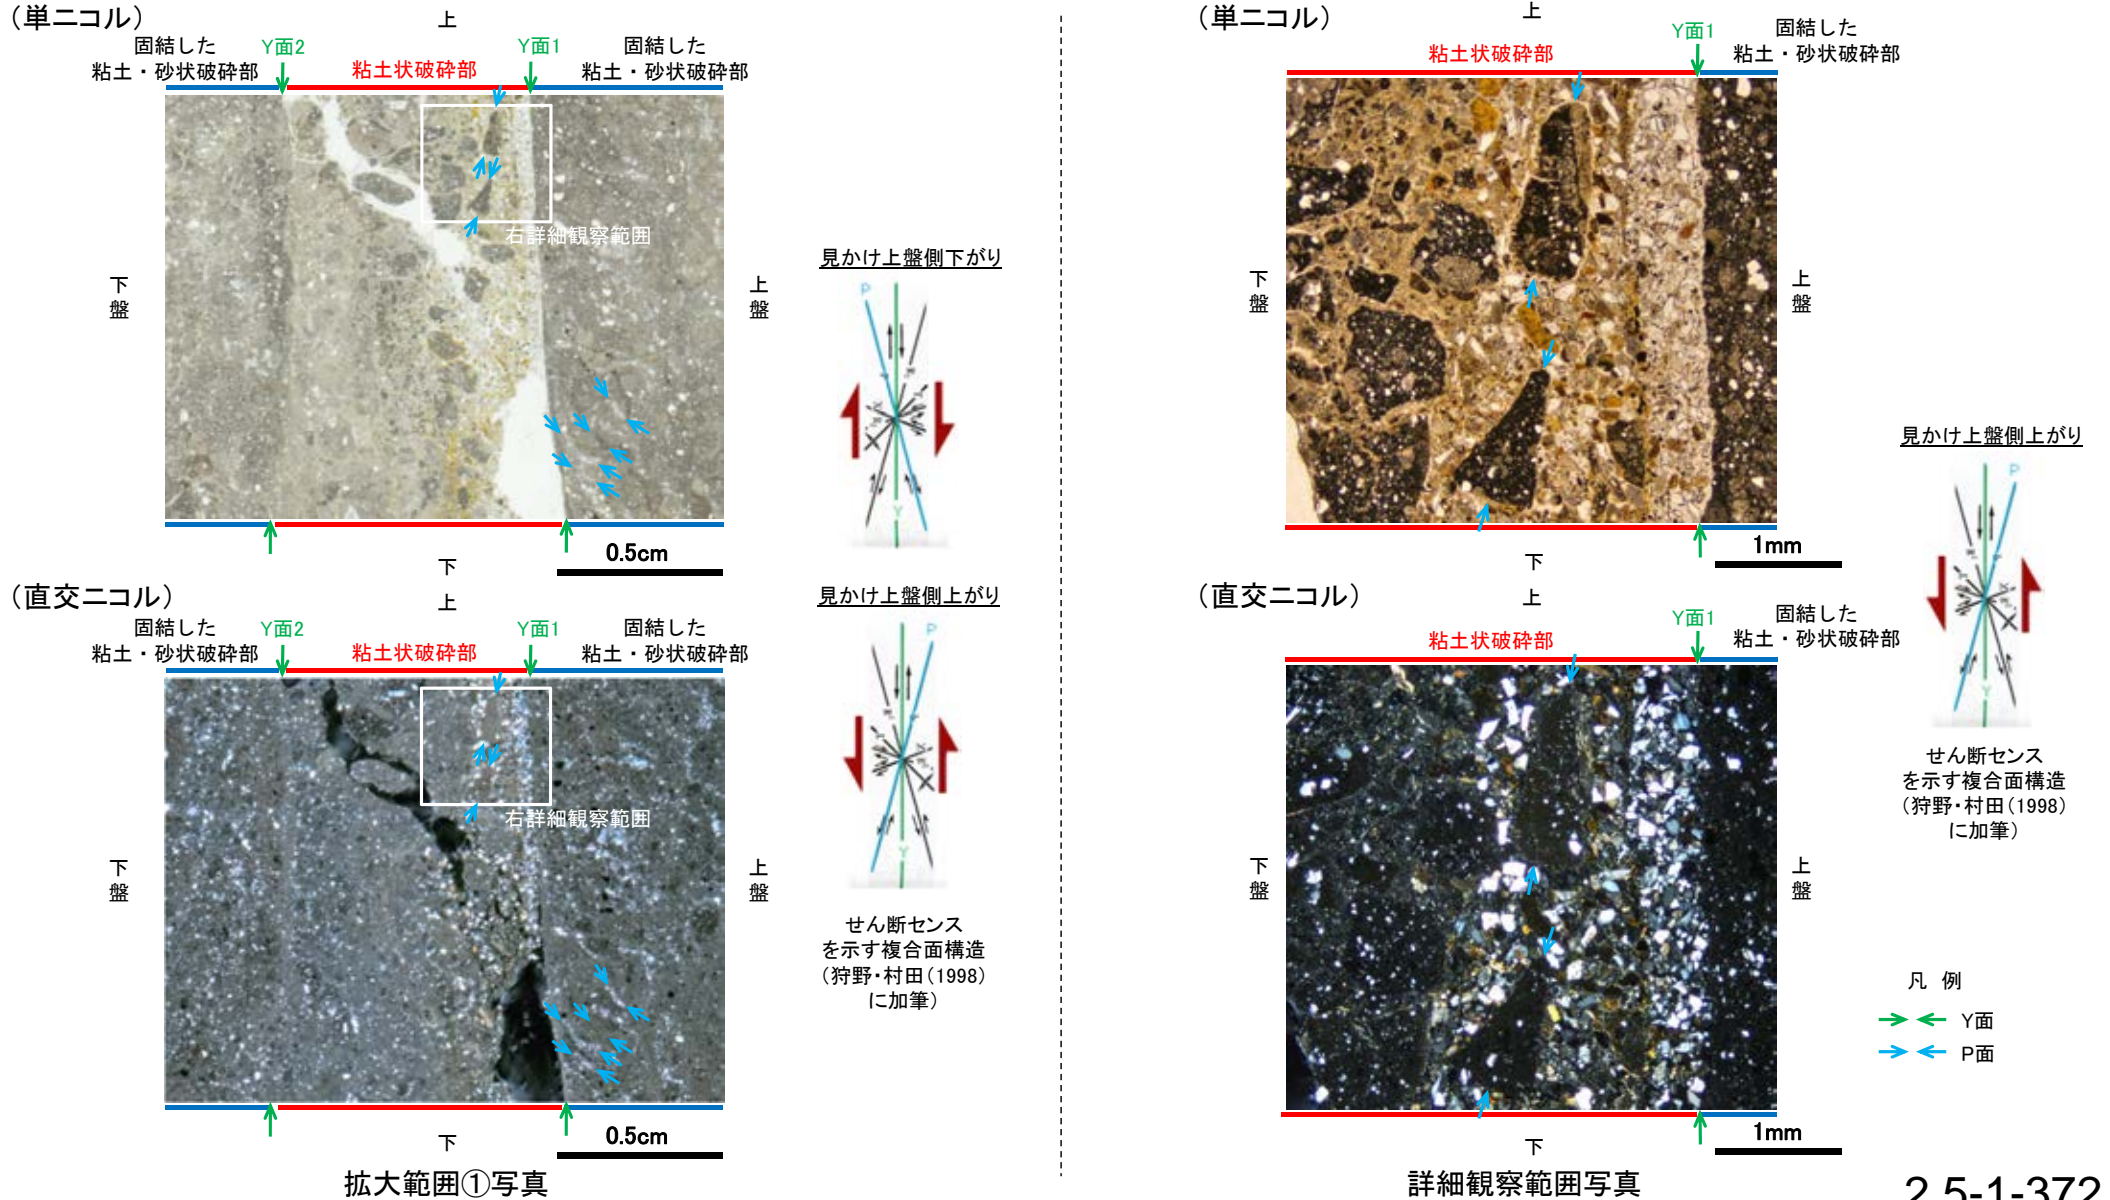 (単ニコル)
上
固結した
粘土・砂状破砕部
Y面2
粘土状破砕部
Y面1
固結した
粘土・砂状破砕部
右詳細観察範囲
下
盤
上
盤
下
0.5cm
見かけ上盤側下がり
P
Y
(直交ニコル)
上
固結した
粘土・砂状破砕部
Y面2
粘土状破砕部
Y面1
固結した
粘土・砂状破砕部
右詳細観察範囲
下
盤
上
盤
下
0.5cm
見かけ上盤側上がり
P
Y
せん断センス
を示す複合面構造
(狩野・村田(1998)
に加筆)
拡大範囲①写真
(単ニコル)
上
粘土状破砕部
Y面1
固結した
粘土・砂状破砕部
下
盤
上
盤
下
1mm
見かけ上盤側上がり
P
Y
せん断センス
を示す複合面構造
(狩野・村田(1998)
に加筆)
(直交ニコル)
上
粘土状破砕部
Y面1
固結した
粘土・砂状破砕部
下
盤
上
盤
下
1mm
凡 例
Y面
P面
詳細観察範囲写真
2.5-1-372